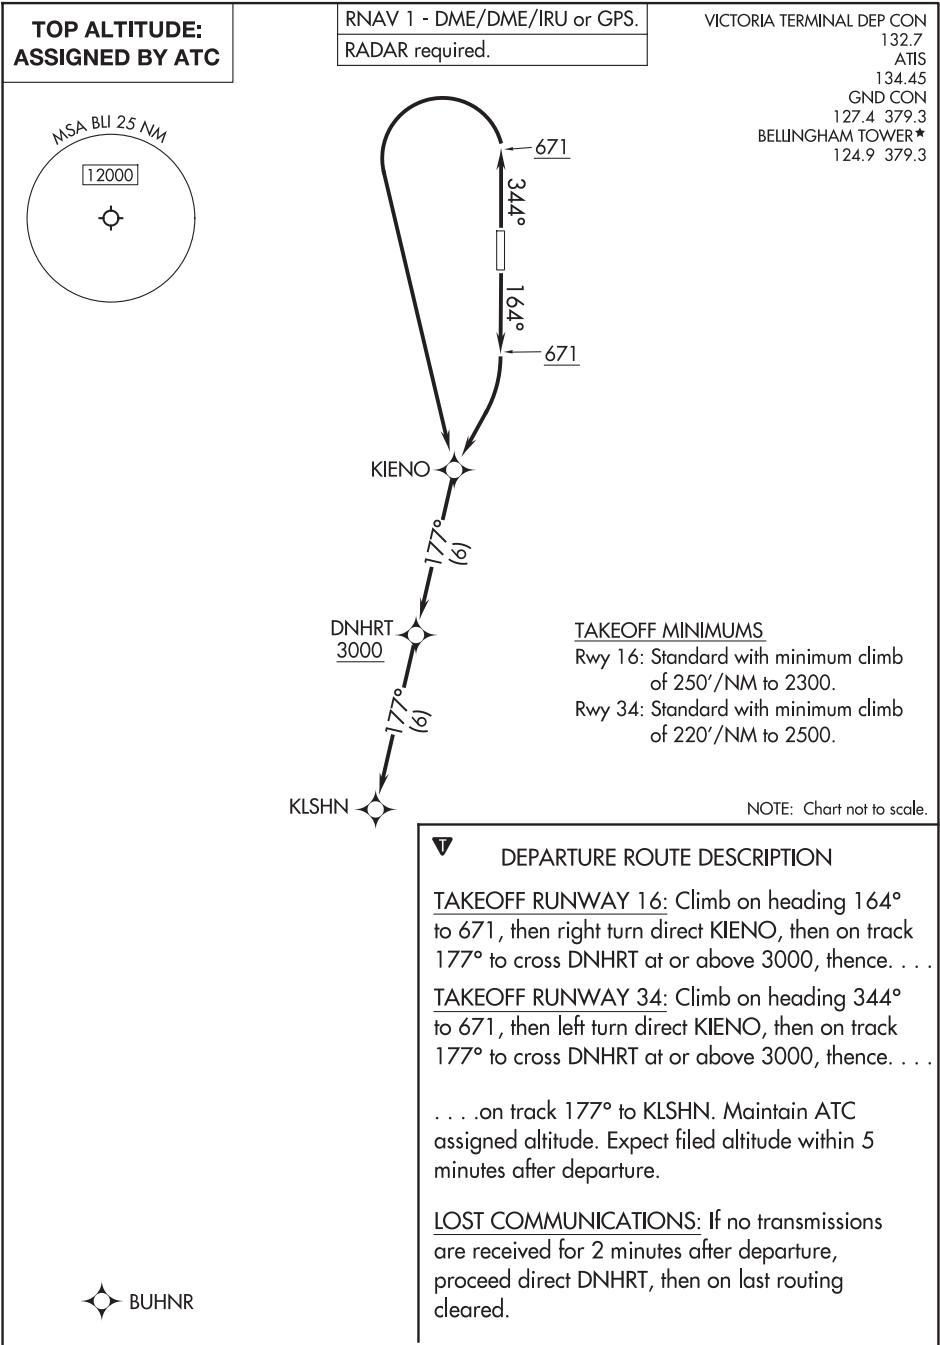 TOP ALTITUDE:
ASSIGNED BY ATC
RNAV 1 - DME/DME/IRU or GPS.
RADAR required.
VICTORIA TERMINAL DEP CON
132.7
ATIS
134.45
GND CON
127.4 379.3
BELLINGHAM TOWER★
124.9 379.3
MSA BLI 25 NM
12000
671
344°
164°
671
KIENO
177°
(6)
DNHRT
3000
177°
(6)
KLSHN
TAKEOFF MINIMUMS
Rwy 16: Standard with minimum climb
of 250'/NM to 2300.
Rwy 34: Standard with minimum climb
of 220'/NM to 2500.
NOTE: Chart not to scale.
T
DEPARTURE ROUTE DESCRIPTION
TAKEOFF RUNWAY 16: Climb on heading 164°
to 671, then right turn direct KIENO, then on track
177° to cross DNHRT at or above 3000, thence. . . .
TAKEOFF RUNWAY 34: Climb on heading 344°
to 671, then left turn direct KIENO, then on track
177° to cross DNHRT at or above 3000, thence. . . .
. . . .on track 177° to KLSHN. Maintain ATC
assigned altitude. Expect filed altitude within 5
minutes after departure.
LOST COMMUNICATIONS: If no transmissions
are received for 2 minutes after departure,
proceed direct DNHRT, then on last routing
cleared.
BUHNR